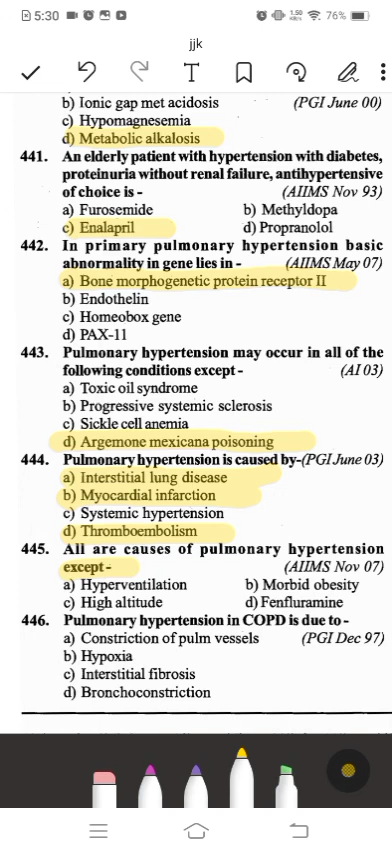 5:30
1.50
KB/s
76%
jjk
T
b) Ionic gap met acidosis (PGI June 00)
c) Hypomagnesemia
d) Metabolic alkalosis
441. An elderly patient with hypertension with diabetes,
proteinuria without renal failure, antihypertensive
of choice is - (AIIMS Nov 93)
a) Furosemide b) Methyldopa
c) Enalapril d) Propranolol
442. In primary pulmonary hypertension basic
abnormality in gene lies in - (AIIMS May 07)
a) Bone morphogenetic protein receptor II
b) Endothelin
c) Homeobox gene
d) PAX-11
443. Pulmonary hypertension may occur in all of the
following conditions except - (AI 03)
a) Toxic oil syndrome
b) Progressive systemic sclerosis
c) Sickle cell anemia
d) Argemone mexicana poisoning
444. Pulmonary hypertension is caused by-(PGI June 03)
a) Interstitial lung disease
b) Myocardial infarction
c) Systemic hypertension
d) Thromboembolism
445. All are causes of pulmonary hypertension
except - (AIIMS Nov 07)
a) Hyperventilation b) Morbid obesity
c) High altitude d) Fenfluramine
446. Pulmonary hypertension in COPD is due to -
a) Constriction of pulm vessels (PGI Dec 97)
b) Hypoxia
c) Interstitial fibrosis
d) Bronchoconstriction